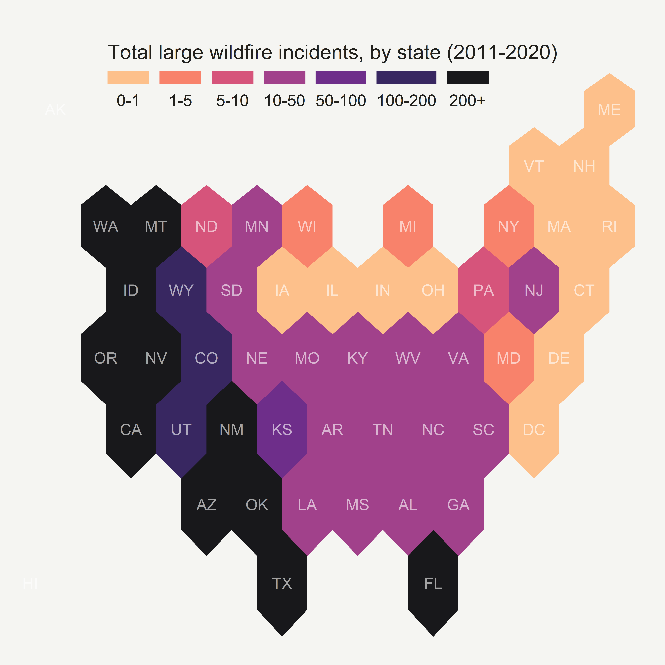 Total large wildfire incidents, by state (2011-2020)
0-1 1-5 5-10 10-50 50-100 100-200 200+
AK ME
VT NH
WA MT ND MN WI MI NY MA RI
ID WY SD IA IL IN OH PA NJ CT
OR NV CO NE MO KY WV VA MD DE
CA UT NM KS AR TN NC SC DC
AZ OK LA MS AL GA
HI TX FL